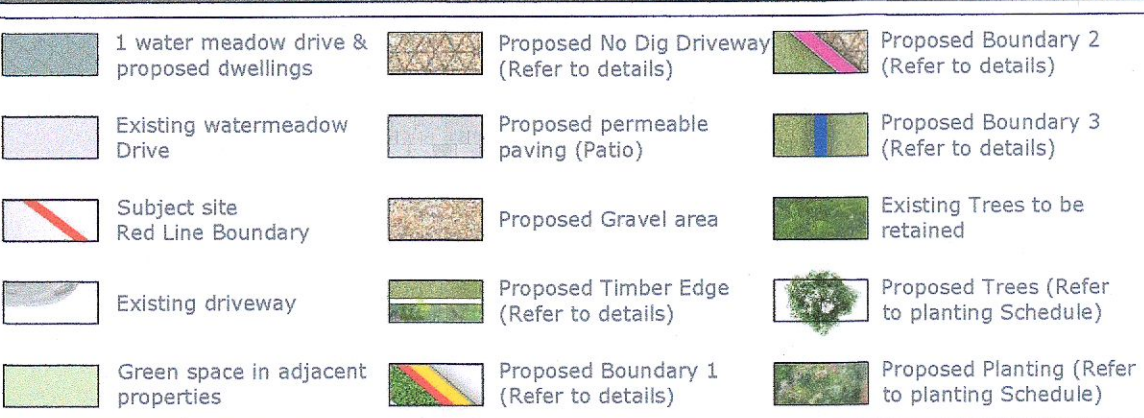 1 water meadow drive &
proposed dwellings
Existing watermeadow
Drive
Subject site
Red Line Boundary
Existing driveway
Green space in adjacent
properties
Proposed No Dig Driveway
(Refer to details)
Proposed permeable
paving (Patio)
Proposed Gravel area
Proposed Timber Edge
(Refer to details)
Proposed Boundary 1
(Refer to details)
Proposed Boundary 2
(Refer to details)
Proposed Boundary 3
(Refer to details)
Existing Trees to be
retained
Proposed Trees (Refer
to planting Schedule)
Proposed Planting (Refer
to planting Schedule)